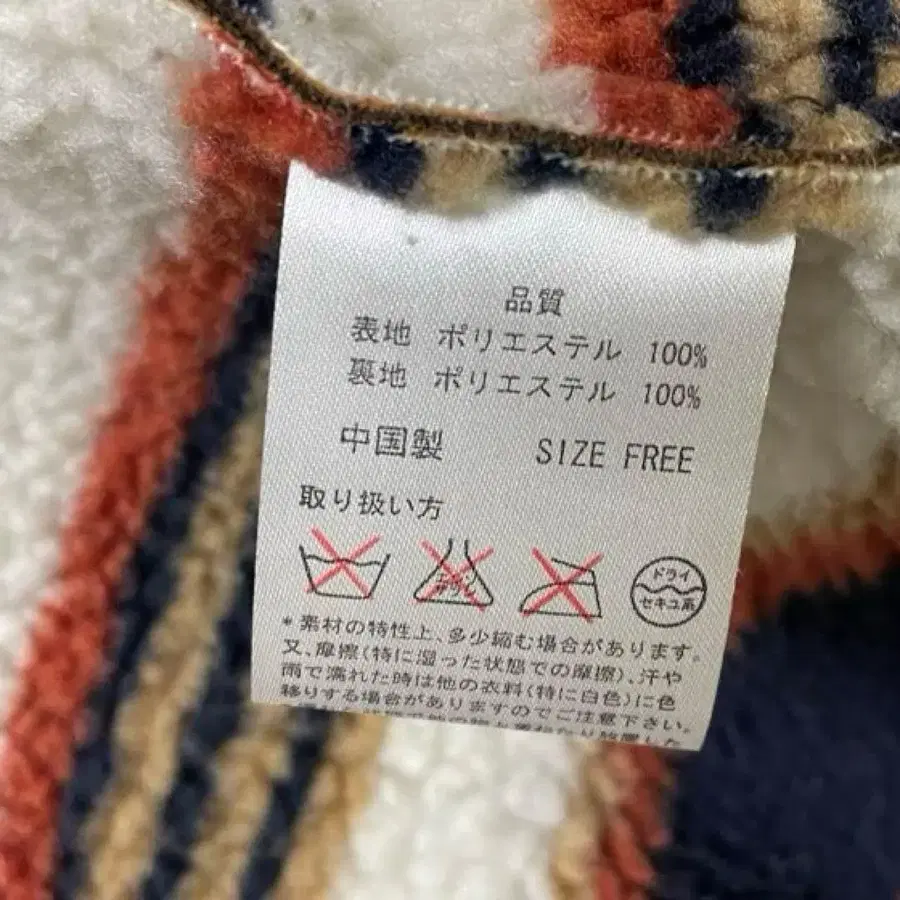 品質
表地 ポリエステル 100%
裏地 ポリエステル 100%
中国製 SIZE FREE
取り扱い方
ドライ
セキユ系
*素材の特性上、多少縮む場合があります。
又、摩擦(特に湿った状態での摩擦)、汗や
雨で濡れた時は他の衣料(特に白色)に色
移りする場合がありますのでご注意下さい。